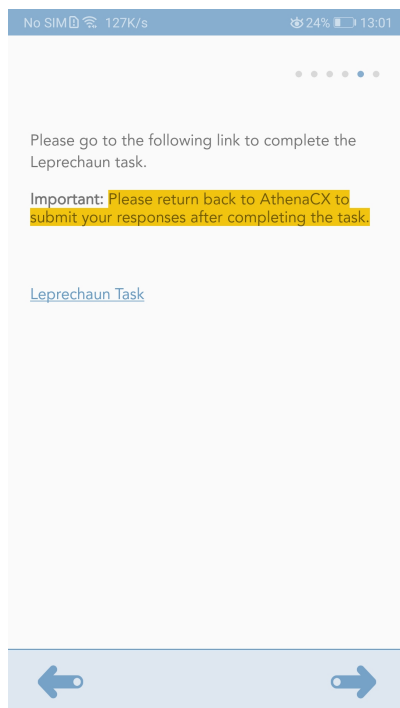 No SIM 127K/s 24% 13:01
Please go to the following link to complete the
Leprechaun task.
Important: Please return back to AthenaCX to
submit your responses after completing the task.
Leprechaun Task